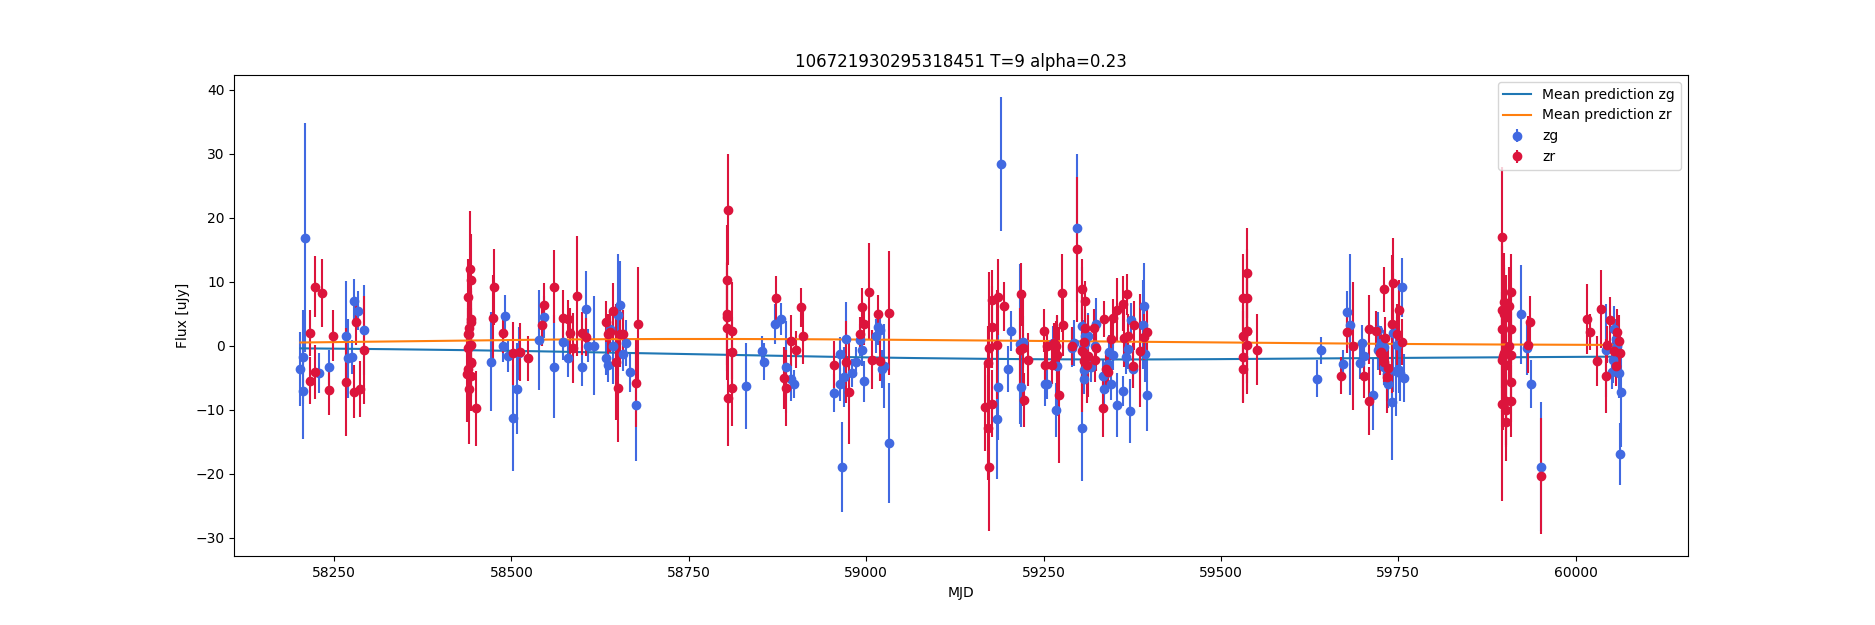 106721930295318451 T=9 alpha=0.23
Mean prediction zg
Mean prediction zr
zg
zr
40
30
20
10
0
−10
−20
−30
Flux [uJy]
58250 58500 58750 59000 59250 59500 59750 60000
MJD